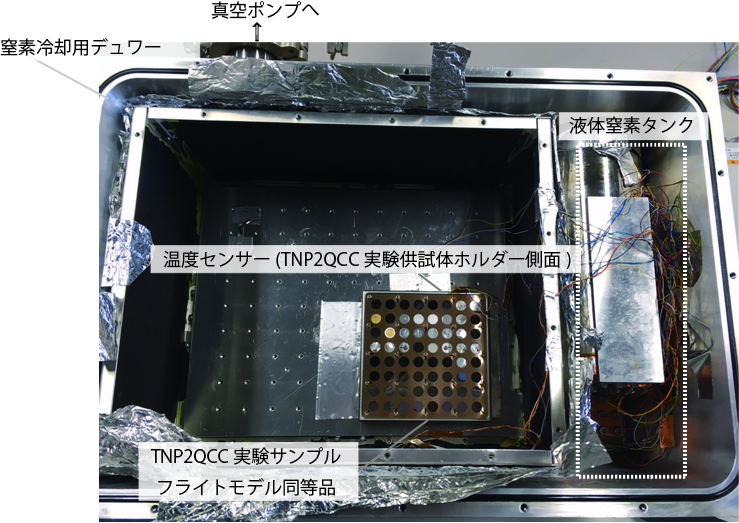 真空ポンプへ
窒素冷却用デュワー
液体窒素タンク
温度センサー (TNP2QCC 実験供試体ホルダー側面 )
TNP2QCC 実験サンプル
フライトモデル同等品